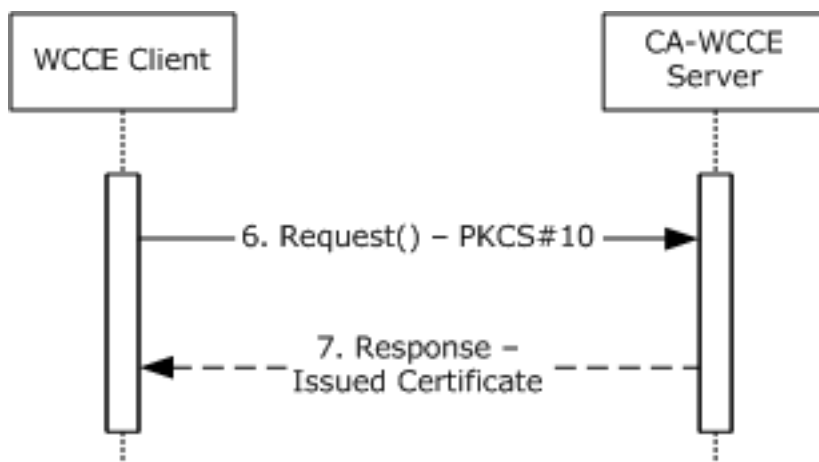 WCCE Client
CA-WCCE
Server
6. Request() – PKCS#10
7. Response –
Issued Certificate